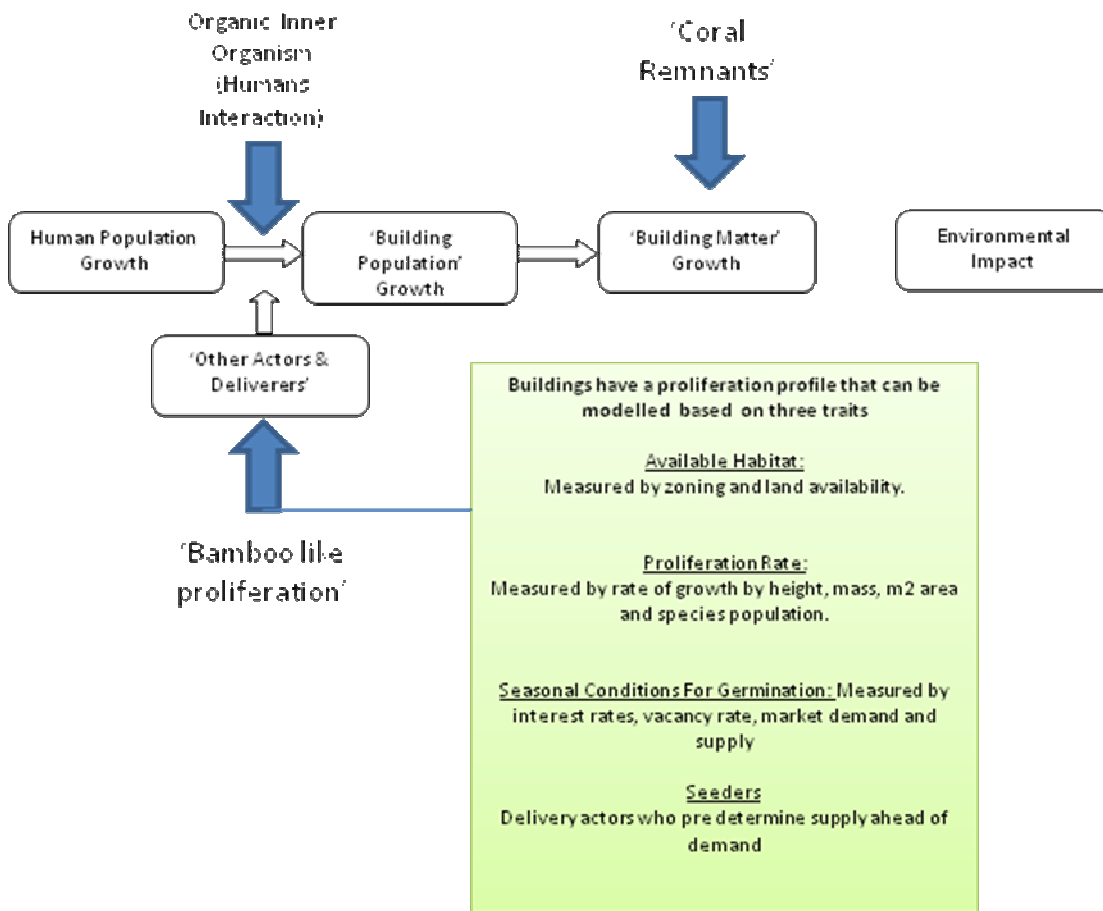 Organic Inner
Organism
(Humans
Interaction)
'Coral
Remnants'
Human Population
Growth
'Building
Population'
Growth
'Building Matter'
Growth
Environmental
Impact
'Other Actors &
Deliverers'
'Bamboo like
proliferation'
Buildings have a proliferation profile that can be
modelled based on three traits
Available Habitat:
Measured by zoning and land availability.
Proliferation Rate:
Measured by rate of growth by height, mass, m2 area
and species population.
Seasonal Conditions For Germination: Measured by
interest rates, vacancy rate, market demand and
supply
Seeders
Delivery actors who pre determine supply ahead of
demand